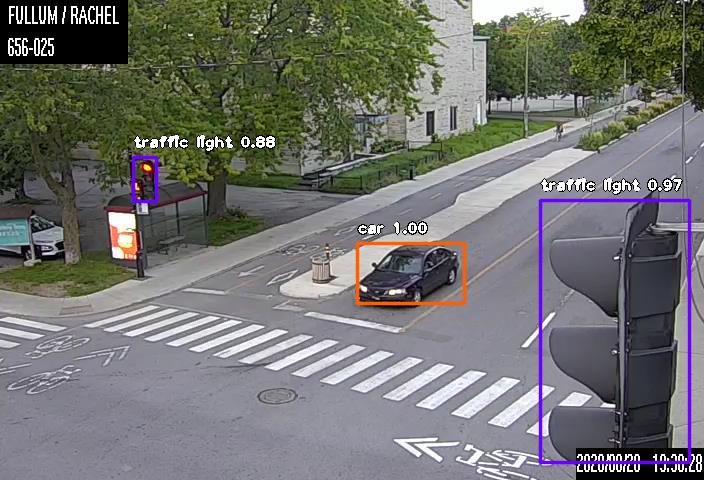 FULLUM / RACHEL
656-025
traffic light 0.88
traffic light 0.97
car 1.00